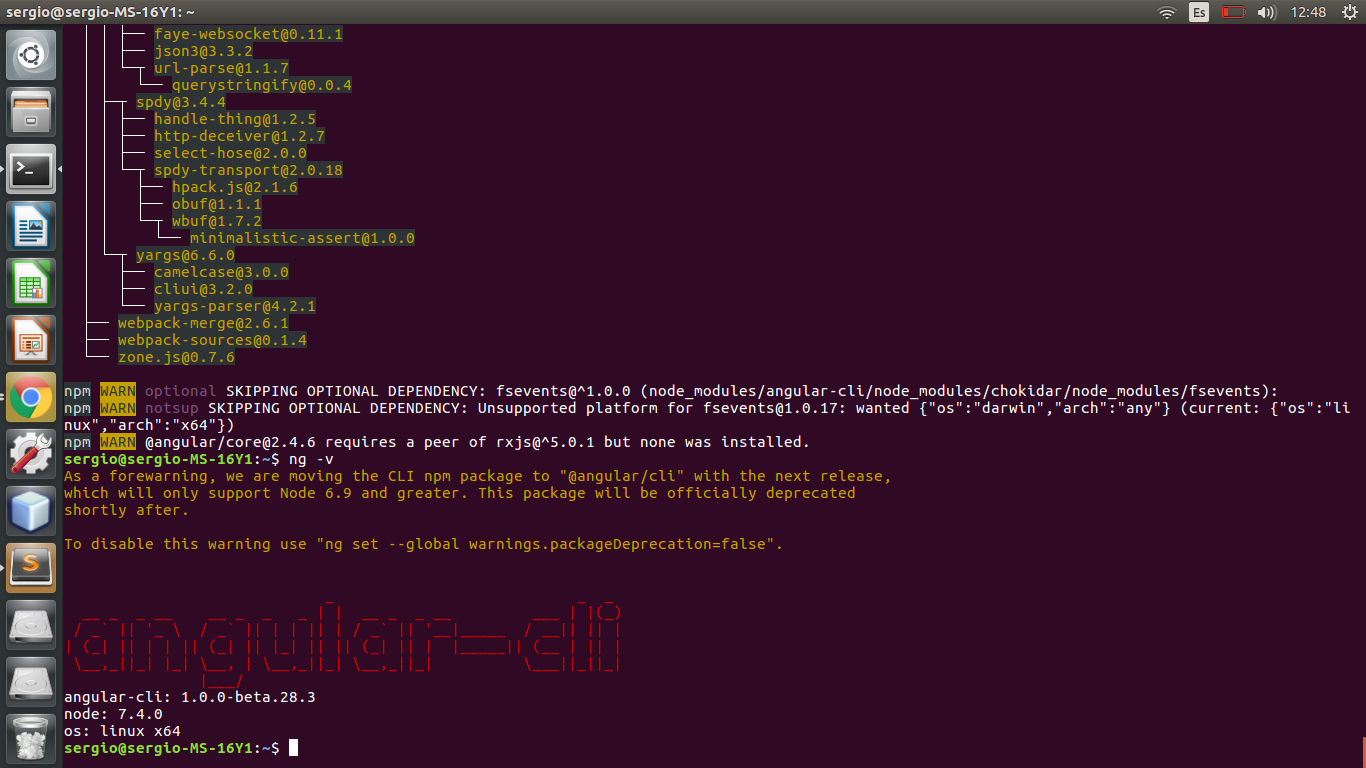 sergio@sergio-MS-16Y1: ~
Es
12:48
├── faye-websocket@0.11.1
├── json3@3.3.2
└─┬ url-parse@1.1.7
└── querystringify@0.0.4
├─┬ spdy@3.4.4
├── handle-thing@1.2.5
├── http-deceiver@1.2.7
├── select-hose@2.0.0
└─┬ spdy-transport@2.0.18
├── hpack.js@2.1.6
├── obuf@1.1.1
└─┬ wbuf@1.7.2
└── minimalistic-assert@1.0.0
└─┬ yargs@6.6.0
├── camelcase@3.0.0
├── cliui@3.2.0
└── yargs-parser@4.2.1
├── webpack-merge@2.6.1
├── webpack-sources@0.1.4
└── zone.js@0.7.6
npm WARN optional SKIPPING OPTIONAL DEPENDENCY: fsevents@^1.0.0 (node_modules/angular-cli/node_modules/chokidar/node_modules/fsevents):
npm WARN notsup SKIPPING OPTIONAL DEPENDENCY: Unsupported platform for fsevents@1.0.17: wanted {"os":"darwin","arch":"any"} (current: {"os":"li
nux","arch":"x64"})
npm WARN @angular/core@2.4.6 requires a peer of rxjs@^5.0.1 but none was installed.
sergio@sergio-MS-16Y1:~$ ng -v
As a forewarning, we are moving the CLI npm package to "@angular/cli" with the next release,
which will only support Node 6.9 and greater. This package will be officially deprecated
shortly after.
To disable this warning use "ng set --global warnings.packageDeprecation=false".
angular-cli
angular-cli: 1.0.0-beta.28.3
node: 7.4.0
os: linux x64
sergio@sergio-MS-16Y1:~$